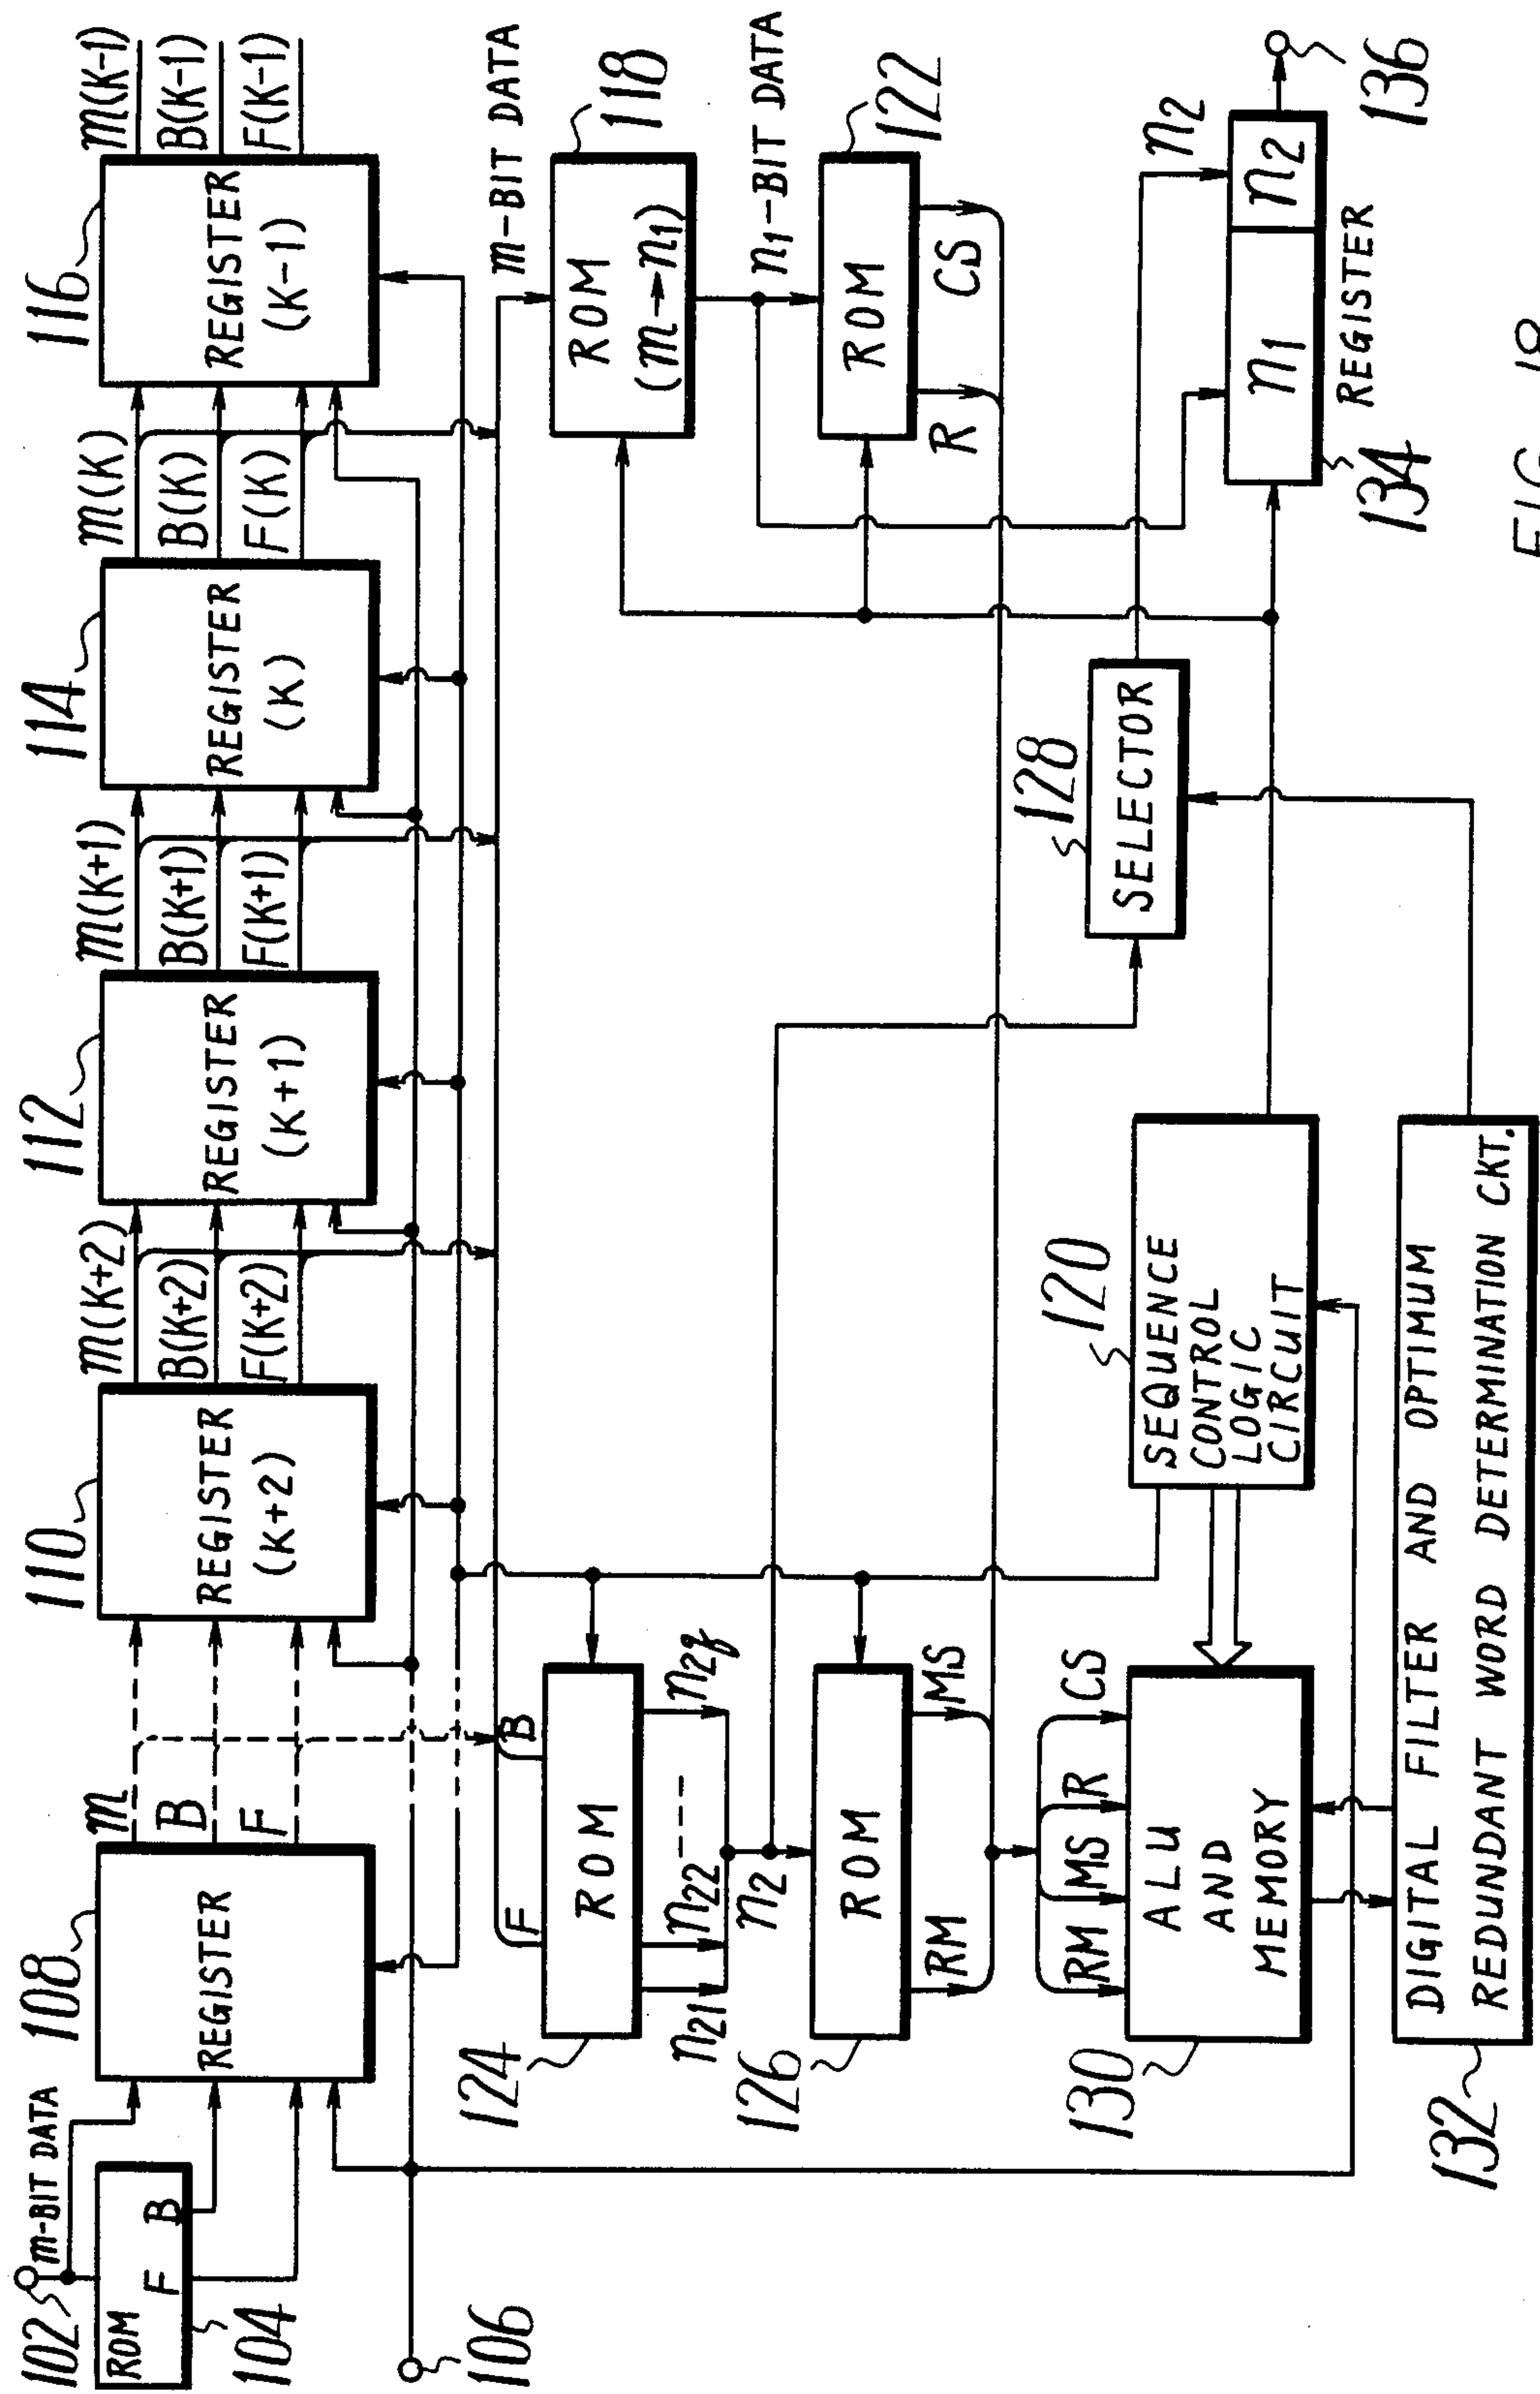 102
m-BIT DATA
ROM
F
B
104
106
108
REGISTER
m
B
F
110
REGISTER
(K+2)
m(K+2)
B(K+2)
F(K+2)
112
REGISTER
(K+1)
m(K+1)
B(K+1)
F(K+1)
114
REGISTER
(K)
m(K)
B(K)
F(K)
116
REGISTER
(K-1)
m(K-1)
B(K-1)
F(K-1)
m-BIT DATA
118
ROM
(m→n1)
n1-BIT DATA
122
ROM
R
CS
124
F
B
ROM
n21
n22
----
n2q
n2
126
ROM
RM
MS
RM
MS
R
CS
130
ALU
AND
MEMORY
120
SEQUENCE
CONTROL
LOGIC
CIRCUIT
128
SELECTOR
n2
n1
n2
REGISTER
134
136
132
DIGITAL FILTER AND OPTIMUM
REDUNDANT WORD DETERMINATION CKT.